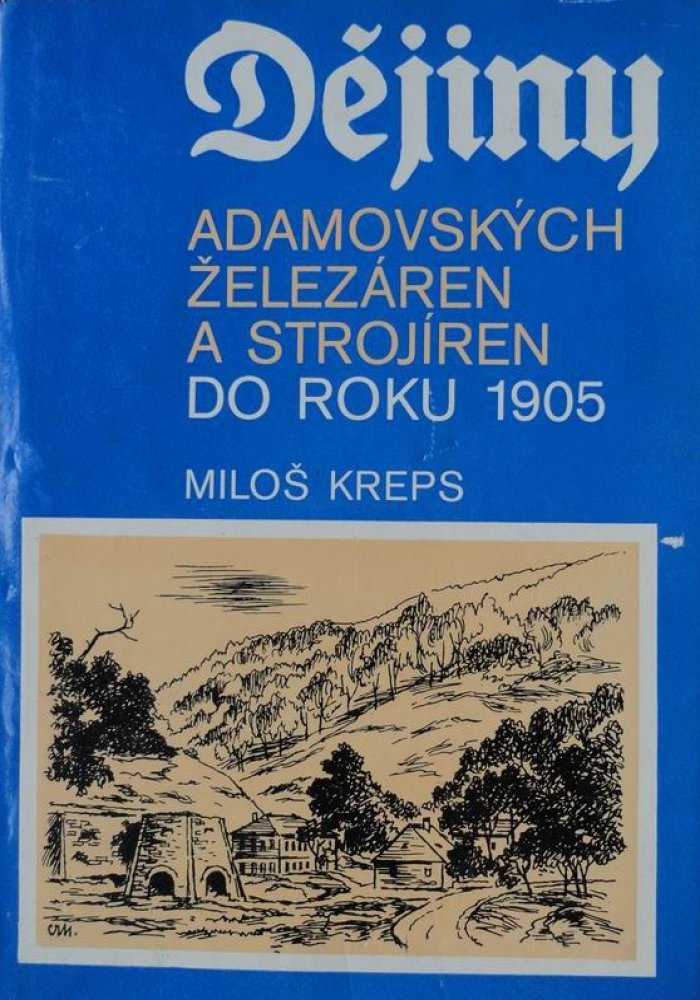 Dějiny
ADAMOVSKÝCH
ŽELEZÁREN
A STROJÍREN
DO ROKU 1905
MILOŠ KREPS